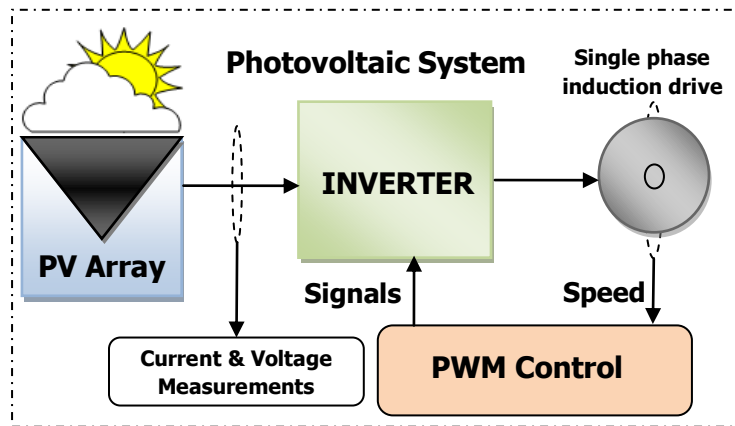 Photovoltaic System
Single phase
induction drive
INVERTER
PV Array
Signals
Speed
Current & Voltage
Measurements
PWM Control